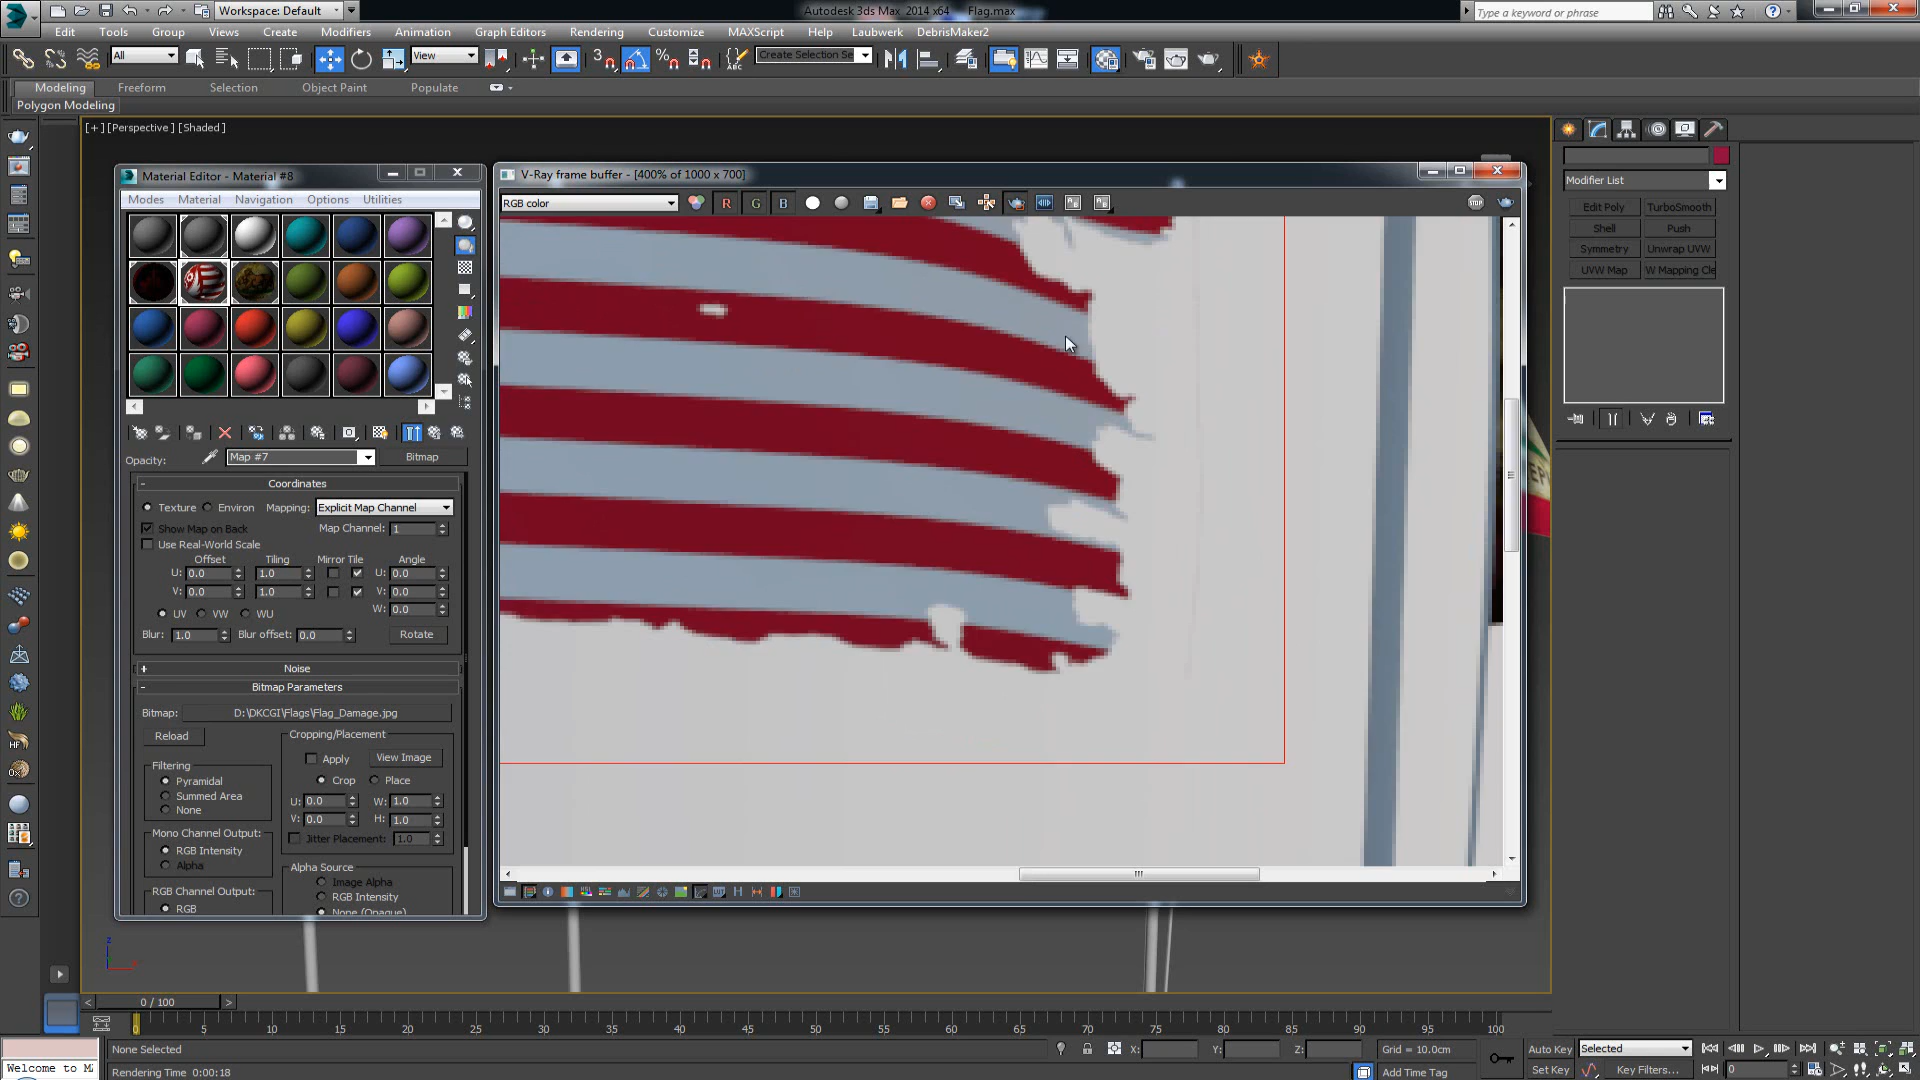 Workspace: Default
Autodesk 3ds Max 2014 x64 Flag.max
Type a keyword or phrase
Edit Tools Group Views Create Modifiers Animation Graph Editors Rendering Customize MAXScript Help Laubwerk DebrisMaker2
All View Create Selection Se
Modeling Freeform Selection Object Paint Populate
Polygon Modeling
[+] [Perspective] [Shaded]
Material Editor - Material #8
Modes Material Navigation Options Utilities
Opacity: Map #7 Bitmap
- Coordinates
Texture Environ Mapping: Explicit Map Channel
Show Map on Back Map Channel: 1
Use Real-World Scale
Offset Tiling Mirror Tile Angle
U: 0.0 1.0 U: 0.0
V: 0.0 1.0 V: 0.0
UV VW WU W: 0.0
Blur: 1.0 Blur offset: 0.0 Rotate
+ Noise
- Bitmap Parameters
Bitmap: D:\DKCGI\Flags\Flag_Damage.jpg
Reload
Cropping/Placement
Apply View Image
Crop Place
U: 0.0 W: 1.0
V: 0.0 H: 1.0
Jitter Placement: 1.0
Filtering
Pyramidal
Summed Area
None
Mono Channel Output:
RGB Intensity
Alpha
RGB Channel Output:
RGB
Alpha Source
Image Alpha
RGB Intensity
None (Opaque)
V-Ray frame buffer - [400% of 1000 x 700]
RGB color R G B
STOP
Modifier List
Edit Poly TurboSmooth
Shell Push
Symmetry Unwrap UVW
UVW Map W Mapping Cle
0 / 100
0 5 10 15 20 25 30 35 40 45 50 55 60 65 70 75 80 85 90 95 100
None Selected X: Y: Z: Grid = 10.0cm Auto Key Selected
Welcome to MA Rendering Time 0:00:18 Add Time Tag Set Key Key Filters... 0